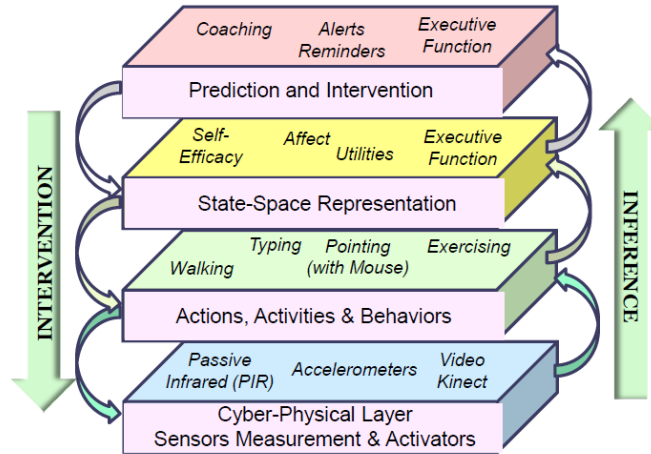 Coaching
Alerts
Reminders
Executive
Function
Prediction and Intervention
Self-
Efficacy
Affect
Utilities
Executive
Function
State-Space Representation
Walking
Typing
Pointing
(with Mouse)
Exercising
Actions, Activities & Behaviors
Passive
Infrared (PIR)
Accelerometers
Video
Kinect
Cyber-Physical Layer
Sensors Measurement & Activators
INTERVENTION
INFERENCE